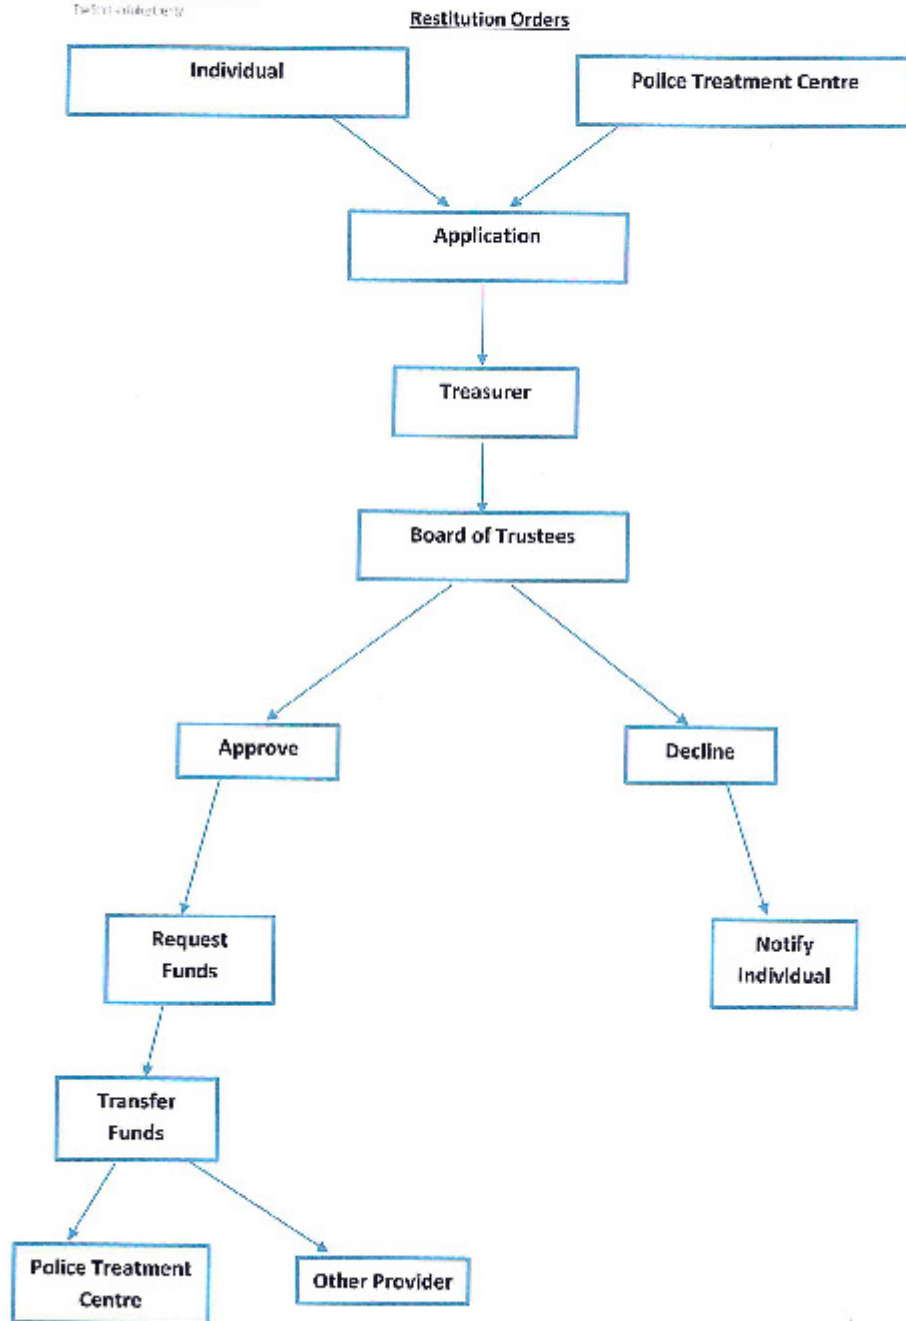 Restitution Orders
Individual
Police Treatment Centre
Application
Treasurer
Board of Trustees
Approve
Decline
Request
Funds
Notify
Individual
Transfer
Funds
Police Treatment
Centre
Other Provider